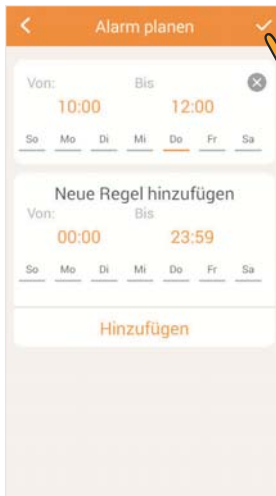 Alarm planen
Von: Bis
10:00 12:00
So Mo Di Mi Do Fr Sa
Neue Regel hinzufügen
Von: Bis
00:00 23:59
So Mo Di Mi Do Fr Sa
Hinzufügen